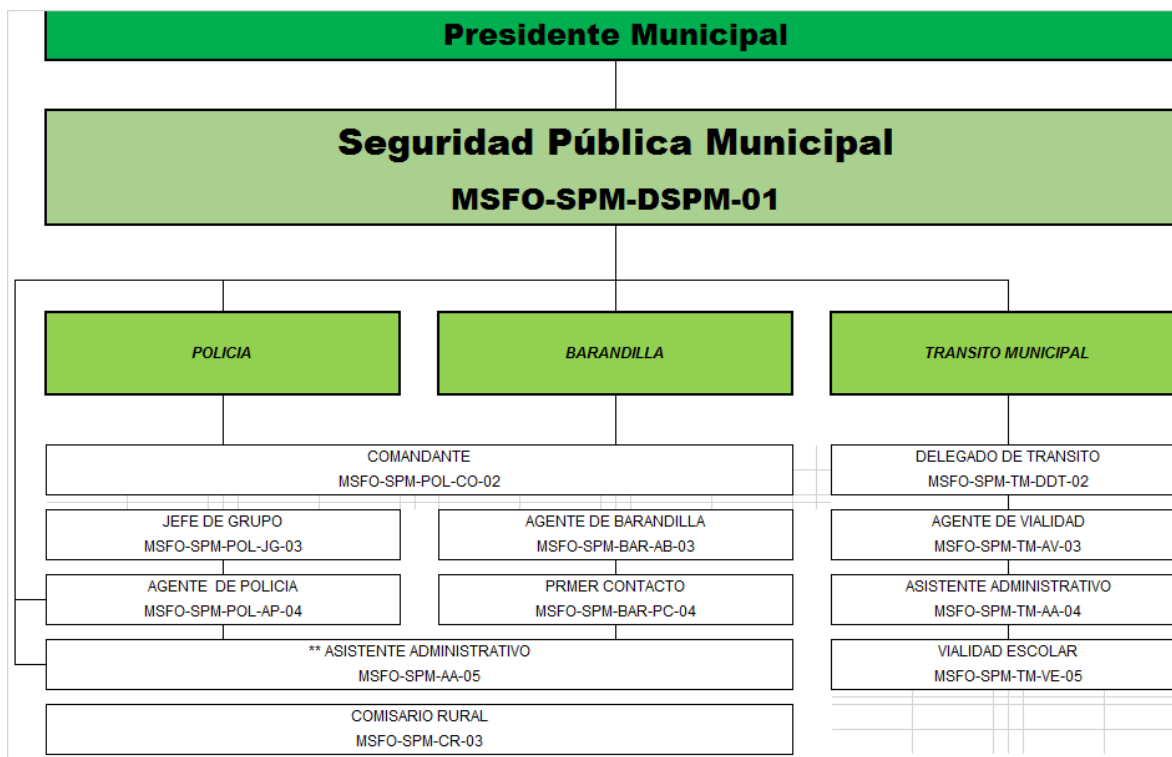 Presidente Municipal
Seguridad Pública Municipal
MSFO-SPM-DSPM-01
POLICIA
BARANDILLA
TRANSITO MUNICIPAL
COMANDANTE
MSFO-SPM-POL-CO-02
DELEGADO DE TRANSITO
MSFO-SPM-TM-DDT-02
JEFE DE GRUPO
MSFO-SPM-POL-JG-03
AGENTE DE BARANDILLA
MSFO-SPM-BAR-AB-03
AGENTE DE VIALIDAD
MSFO-SPM-TM-AV-03
AGENTE DE POLICIA
MSFO-SPM-POL-AP-04
PRMER CONTACTO
MSFO-SPM-BAR-PC-04
ASISTENTE ADMINISTRATIVO
MSFO-SPM-TM-AA-04
** ASISTENTE ADMINISTRATIVO
MSFO-SPM-AA-05
VIALIDAD ESCOLAR
MSFO-SPM-TM-VE-05
COMISARIO RURAL
MSFO-SPM-CR-03